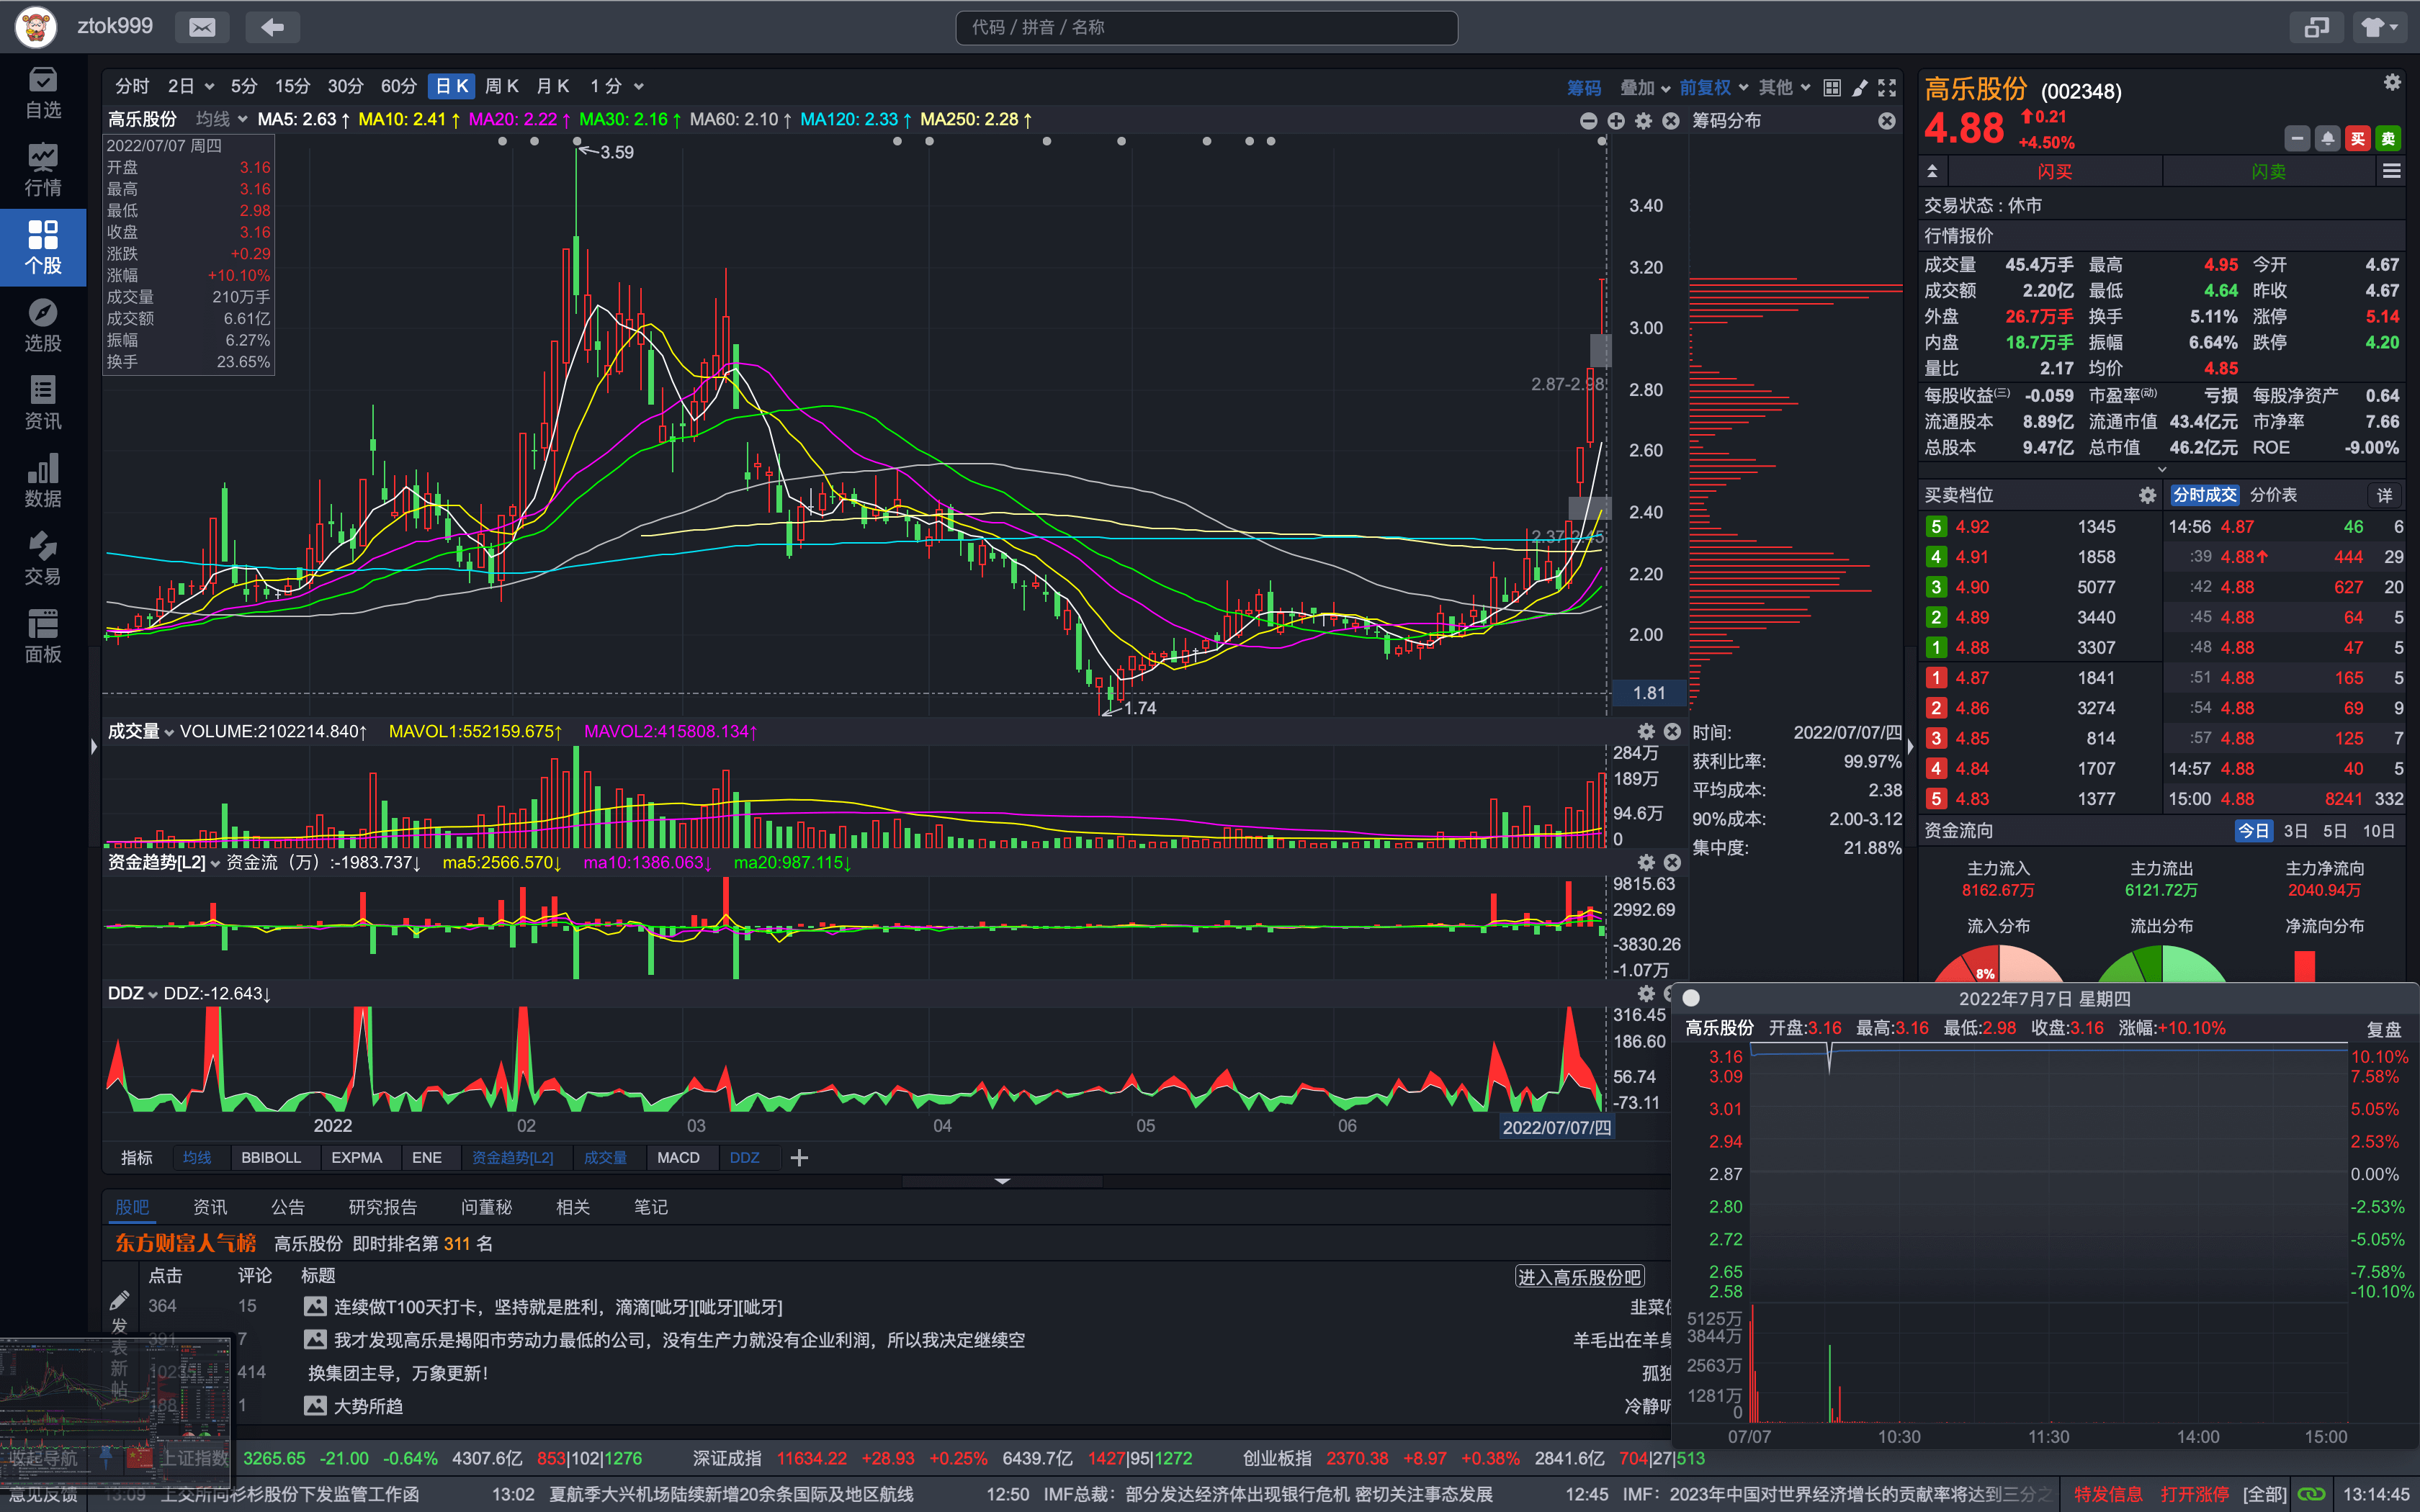 ztok999
代码 / 拼音 / 名称
自选
行情
个股
选股
资讯
数据
交易
面板
分时 2日 5分 15分 30分 60分 日K 周K 月K 1分
筹码 叠加 前复权 其他
高乐股份 均线 MA5: 2.63↑ MA10: 2.41↑ MA20: 2.22↑ MA30: 2.16↑ MA60: 2.10↑ MA120: 2.33↑ MA250: 2.28↑
筹码分布
2022/07/07 周四
开盘 3.16
最高 3.16
最低 2.98
收盘 3.16
涨跌 +0.29
涨幅 +10.10%
成交量 210万手
成交额 6.61亿
振幅 6.27%
换手 23.65%
3.59
2.87-2.98
2.37-2.45
1.74
3.40
3.20
3.00
2.80
2.60
2.40
2.20
2.00
1.81
成交量 VOLUME:2102214.840↑ MAVOL1:552159.675↑ MAVOL2:415808.134↑
284万
189万
94.6万
0
资金趋势[L2] 资金流（万）:-1983.737↓ ma5:2566.570↓ ma10:1386.063↓ ma20:987.115↓
9815.63
2992.69
-3830.26
-1.07万
DDZ DDZ:-12.643↓
316.45
186.60
56.74
-73.11
2022 02 03 04 05 06 2022/07/07/四
指标 均线 BBIBOLL EXPMA ENE 资金趋势[L2] 成交量 MACD DDZ
时间: 2022/07/07/四
获利比率: 99.97%
平均成本: 2.38
90%成本: 2.00-3.12
集中度: 21.88%
高乐股份 (002348)
4.88 0.21
+4.50%
买 卖
闪买 闪卖
交易状态：休市
行情报价
成交量 45.4万手 最高 4.95 今开 4.67
成交额 2.20亿 最低 4.64 昨收 4.67
外盘 26.7万手 换手 5.11% 涨停 5.14
内盘 18.7万手 振幅 6.64% 跌停 4.20
量比 2.17 均价 4.85
每股收益(三) -0.059 市盈率(动) 亏损 每股净资产 0.64
流通股本 8.89亿 流通市值 43.4亿元 市净率 7.66
总股本 9.47亿 总市值 46.2亿元 ROE -9.00%
买卖档位 分时成交 分价表 详
5 4.92 1345 14:56 4.87 46 6
4 4.91 1858 :39 4.88↑ 444 29
3 4.90 5077 :42 4.88 627 20
2 4.89 3440 :45 4.88 64 5
1 4.88 3307 :48 4.88 47 5
1 4.87 1841 :51 4.88 165 5
2 4.86 3274 :54 4.88 69 9
3 4.85 814 :57 4.88 125 7
4 4.84 1707 14:57 4.88 40 5
5 4.83 1377 15:00 4.88 8241 332
资金流向 今日 3日 5日 10日
主力流入 主力流出 主力净流向
8162.67万 6121.72万 2040.94万
流入分布 流出分布 净流向分布
8%
2022年7月7日 星期四
高乐股份 开盘:3.16 最高:3.16 最低:2.98 收盘:3.16 涨幅:+10.10% 复盘
3.16 10.10%
3.09 7.58%
3.01 5.05%
2.94 2.53%
2.87 0.00%
2.80 -2.53%
2.72 -5.05%
2.65 -7.58%
2.58 -10.10%
5125万
3844万
2563万
1281万
0
07/07 10:30 11:30 14:00 15:00
股吧 资讯 公告 研究报告 问董秘 相关 笔记
东方财富人气榜 高乐股份 即时排名第 311 名
点击 评论 标题 进入高乐股份吧
发表新帖
364 15 连续做T100天打卡，坚持就是胜利，滴滴[呲牙][呲牙][呲牙] 韭菜
391 7 我才发现高乐是揭阳市劳动力最低的公司，没有生产力就没有企业利润，所以我决定继续空 羊毛出在羊身
10235 414 换集团主导，万象更新！ 孤独
188 1 大势所趋 冷静听
收起导航 上证指数 3265.65 -21.00 -0.64% 4307.6亿 853|102|1276 深证成指 11634.22 +28.93 +0.25% 6439.7亿 1427|95|1272 创业板指 2370.38 +8.97 +0.38% 2841.6亿 704|27|513
意见反馈 13:09 上交所向杉杉股份下发监管工作函 13:02 夏航季大兴机场陆续新增20余条国际及地区航线 12:50 IMF总裁：部分发达经济体出现银行危机 密切关注事态发展 12:45 IMF：2023年中国对世界经济增长的贡献率将达到三分之 特发信息 打开涨停 [全部] 13:14:45